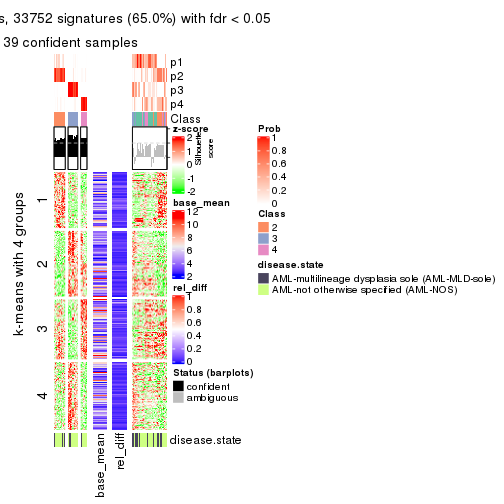 s, 33752 signatures (65.0%) with fdr < 0.05
39 confident samples
p1
p2
p3
p4
Class
z-score
2
1
0
-1
-2
Silhouette
score
base_mean
12
10
8
6
4
2
rel_diff
1
0.8
0.6
0.4
0.2
0
Status (barplots)
confident
ambiguous
Prob
1
0.8
0.6
0.4
0.2
0
Class
2
3
4
disease.state
AML-multilineage dysplasia sole (AML-MLD-sole)
AML-not otherwise specified (AML-NOS)
k-means with 4 groups
1
2
3
4
base_mean
rel_diff
disease.state